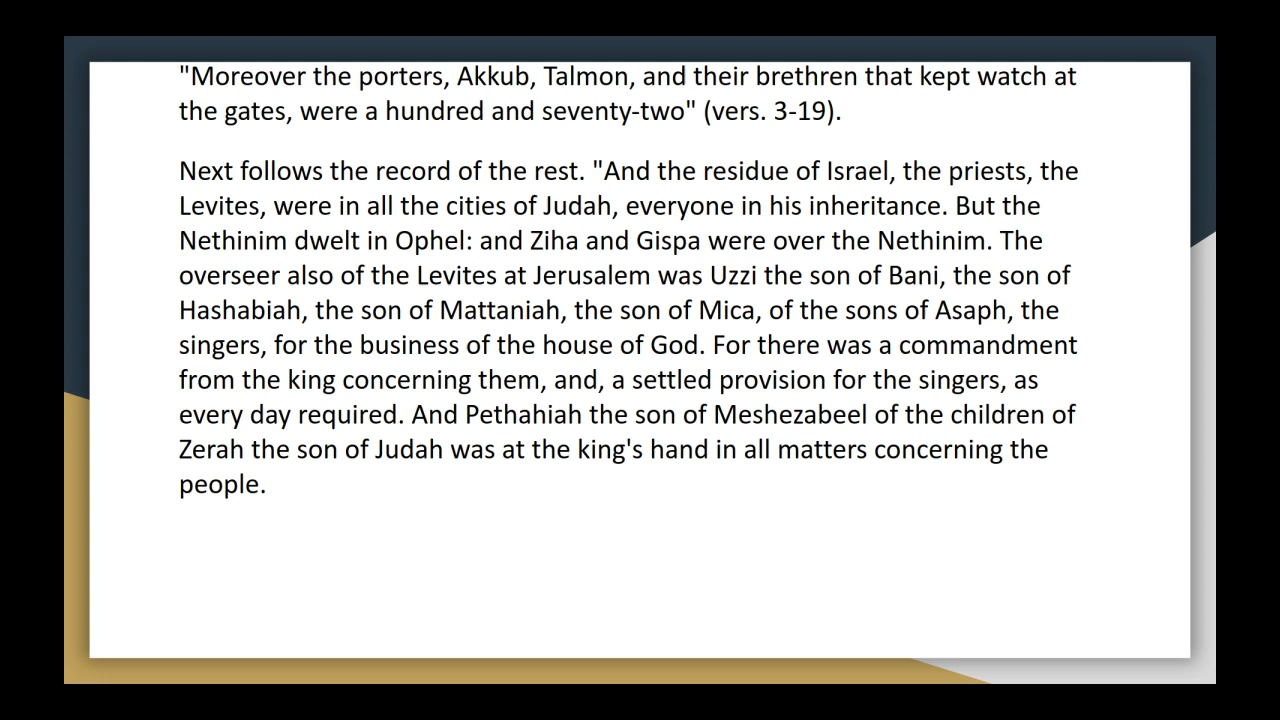 "Moreover the porters, Akkub, Talmon, and their brethren that kept watch at
the gates, were a hundred and seventy-two" (vers. 3-19).
Next follows the record of the rest. "And the residue of Israel, the priests, the
Levites, were in all the cities of Judah, everyone in his inheritance. But the
Nethinim dwelt in Ophel: and Ziha and Gispa were over the Nethinim. The
overseer also of the Levites at Jerusalem was Uzzi the son of Bani, the son of
Hashabiah, the son of Mattaniah, the son of Mica, of the sons of Asaph, the
singers, for the business of the house of God. For there was a commandment
from the king concerning them, and, a settled provision for the singers, as
every day required. And Pethahiah the son of Meshezabeel of the children of
Zerah the son of Judah was at the king's hand in all matters concerning the
people.